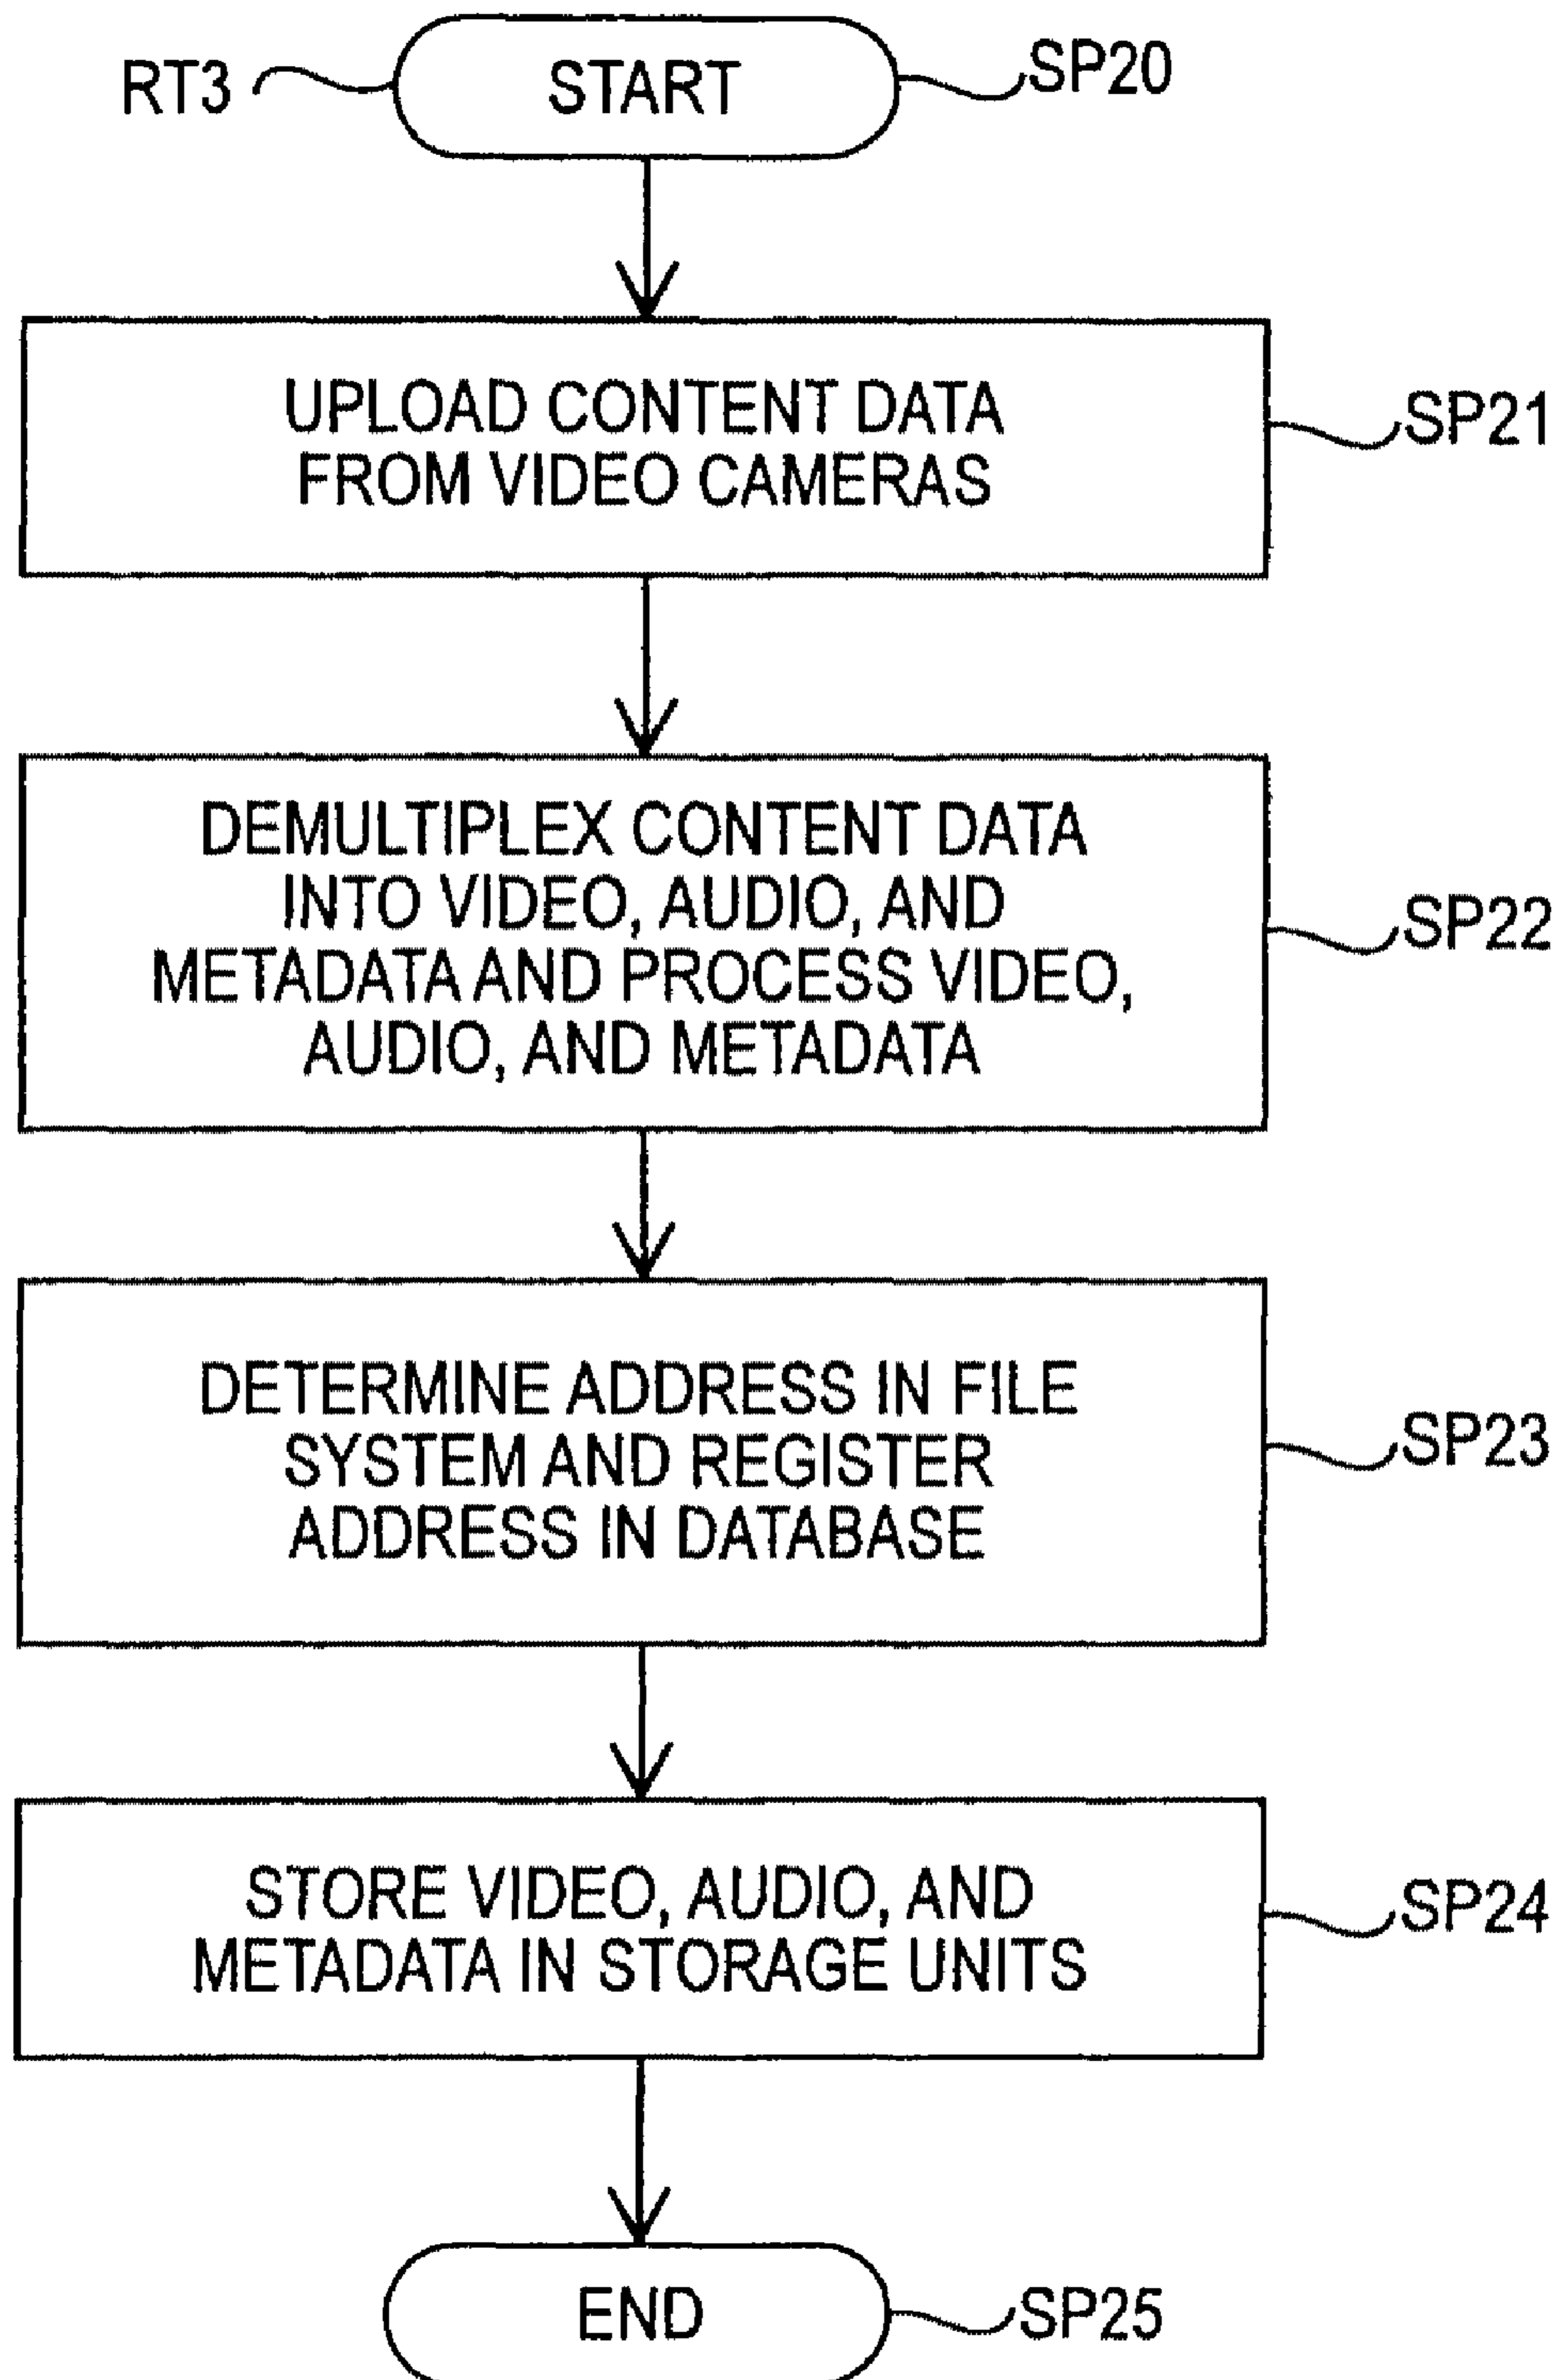 RT3
START
SP20
UPLOAD CONTENT DATA
FROM VIDEO CAMERAS
SP21
DEMULTIPLEX CONTENT DATA
INTO VIDEO, AUDIO, AND
METADATA AND PROCESS VIDEO,
AUDIO, AND METADATA
SP22
DETERMINE ADDRESS IN FILE
SYSTEM AND REGISTER
ADDRESS IN DATABASE
SP23
STORE VIDEO, AUDIO, AND
METADATA IN STORAGE UNITS
SP24
END
SP25